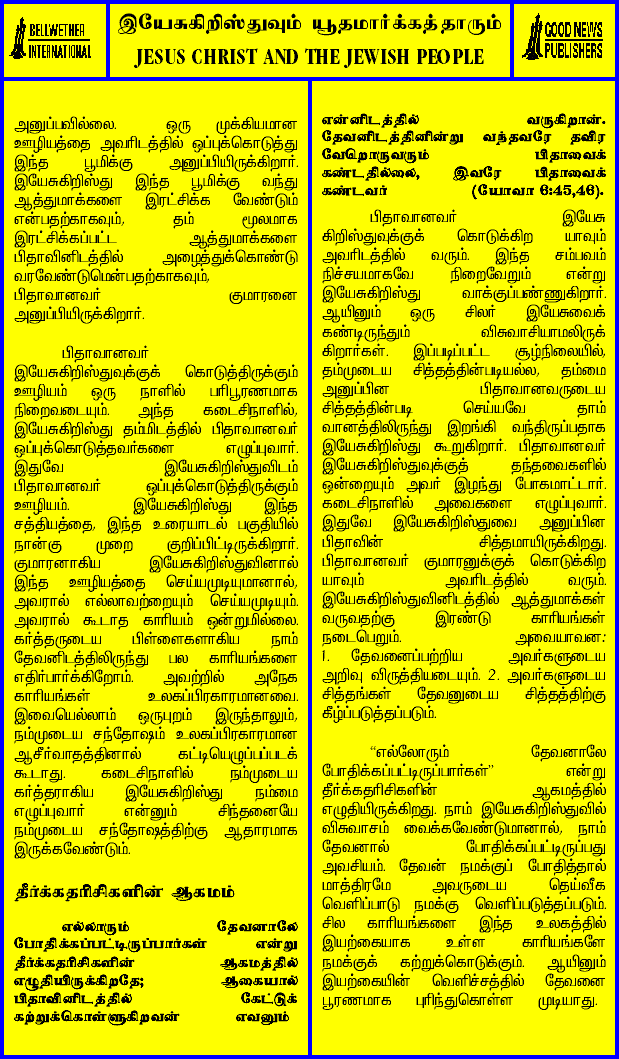 BELLWETHER
INTERNATIONAL
இயேசுகிறிஸ்துவும் யூதமார்க்கத்தாரும்
JESUS CHRIST AND THE JEWISH PEOPLE
GOOD NEWS
PUBLISHERS
அனுப்பவில்லை. ஒரு முக்கியமான
ஊழியத்தை அவரிடத்தில் ஒப்புக்கொடுத்து
இந்த பூமிக்கு அனுப்பியிருக்கிறார்.
இயேசுகிறிஸ்து இந்த பூமிக்கு வந்து
ஆத்துமாக்களை இரட்சிக்க வேண்டும்
என்பதற்காகவும், தம் மூலமாக
இரட்சிக்கப்பட்ட ஆத்துமாக்களை
பிதாவினிடத்தில் அழைத்துக்கொண்டு
வரவேண்டுமென்பதற்காகவும்,
பிதாவானவர் குமாரனை
அனுப்பியிருக்கிறார்.
பிதாவானவர்
இயேசுகிறிஸ்துவுக்குக் கொடுத்திருக்கும்
ஊழியம் ஒரு நாளில் பரிபூரணமாக
நிறைவடையும். அந்த கடைசிநாளில்,
இயேசுகிறிஸ்து தம்மிடத்தில் பிதாவானவர்
ஒப்புக்கொடுத்தவர்களை எழுப்புவார்.
இதுவே இயேசுகிறிஸ்துவிடம்
பிதாவானவர் ஒப்புக்கொடுத்திருக்கும்
ஊழியம். இயேசுகிறிஸ்து இந்த
சத்தியத்தை, இந்த உரையாடல் பகுதியில்
நான்கு முறை குறிப்பிட்டிருக்கிறார்.
குமாரனாகிய இயேசுகிறிஸ்துவினால்
இந்த ஊழியத்தை செய்யமுடியுமானால்,
அவரால் எல்லாவற்றையும் செய்யமுடியும்.
அவரால் கூடாத காரியம் ஒன்றுமில்லை.
கர்த்தருடைய பிள்ளைகளாகிய நாம்
தேவனிடத்திலிருந்து பல காரியங்களை
எதிர்பார்க்கிறோம். அவற்றில் அநேக
காரியங்கள் உலகப்பிரகாரமானவை.
இவையெல்லாம் ஒருபுறம் இருந்தாலும்,
நம்முடைய சந்தோஷம் உலகப்பிரகாரமான
ஆசீர்வாதத்தினால் கட்டியெழுப்பப்படக்
கூடாது. கடைசிநாளில் நம்முடைய
கர்த்தராகிய இயேசுகிறிஸ்து நம்மை
எழுப்புவார் என்னும் சிந்தனையே
நம்முடைய சந்தோஷத்திற்கு ஆதாரமாக
இருக்கவேண்டும்.
தீர்க்கதரிசிகளின் ஆகமம்
எல்லாரும் தேவனாலே
போதிக்கப்பட்டிருப்பார்கள் என்று
தீர்க்கதரிசிகளின் ஆகமத்தில்
எழுதியிருக்கிறதே; ஆகையால்
பிதாவினிடத்தில் கேட்டுக்
கற்றுக்கொள்ளுகிறவன் எவனும்
என்னிடத்தில் வருகிறான்.
தேவனிடத்தினின்று வந்தவரே தவிர
வேறொருவரும் பிதாவைக்
கண்டதில்லை, இவரே பிதாவைக்
கண்டவர் (யோவா 6:45,46).
பிதாவானவர் இயேசு
கிறிஸ்துவுக்குக் கொடுக்கிற யாவும்
அவரிடத்தில் வரும். இந்த சம்பவம்
நிச்சயமாகவே நிறைவேறும் என்று
இயேசுகிறிஸ்து வாக்குப்பண்ணுகிறார்.
ஆயினும் ஒரு சிலர் இயேசுவைக்
கண்டிருந்தும் விசுவாசியாமலிருக்
கிறார்கள். இப்படிப்பட்ட சூழ்நிலையில்,
தம்முடைய சித்தத்தின்படியல்ல, தம்மை
அனுப்பின பிதாவானவருடைய
சித்தத்தின்படி செய்யவே தாம்
வானத்திலிருந்து இறங்கி வந்திருப்பதாக
இயேசுகிறிஸ்து கூறுகிறார். பிதாவானவர்
இயேசுகிறிஸ்துவுக்குத் தந்தவைகளில்
ஒன்றையும் அவர் இழந்து போகமாட்டார்.
கடைசிநாளில் அவைகளை எழுப்புவார்.
இதுவே இயேசுகிறிஸ்துவை அனுப்பின
பிதாவின் சித்தமாயிருக்கிறது.
பிதாவானவர் குமாரனுக்குக் கொடுக்கிற
யாவும் அவரிடத்தில் வரும்.
இயேசுகிறிஸ்துவினிடத்தில் ஆத்துமாக்கள்
வருவதற்கு இரண்டு காரியங்கள்
நடைபெறும். அவையாவன:
1. தேவனைப்பற்றிய அவர்களுடைய
அறிவு விருத்தியடையும். 2. அவர்களுடைய
சித்தங்கள் தேவனுடைய சித்தத்திற்கு
கீழ்ப்படுத்தப்படும்.
“எல்லோரும் தேவனாலே
போதிக்கப்பட்டிருப்பார்கள்” என்று
தீர்க்கதரிசிகளின் ஆகமத்தில்
எழுதியிருக்கிறது. நாம் இயேசுகிறிஸ்துவில்
விசுவாசம் வைக்கவேண்டுமானால், நாம்
தேவனால் போதிக்கப்பட்டிருப்பது
அவசியம். தேவன் நமக்குப் போதித்தால்
மாத்திரமே அவருடைய தெய்வீக
வெளிப்பாடு நமக்கு வெளிப்படுத்தப்படும்.
சில காரியங்களை இந்த உலகத்தில்
இயற்கையாக உள்ள காரியங்களே
நமக்குக் கற்றுக்கொடுக்கும். ஆயினும்
இயற்கையின் வெளிச்சத்தில் தேவனை
பூரணமாக புரிந்துகொள்ள முடியாது.